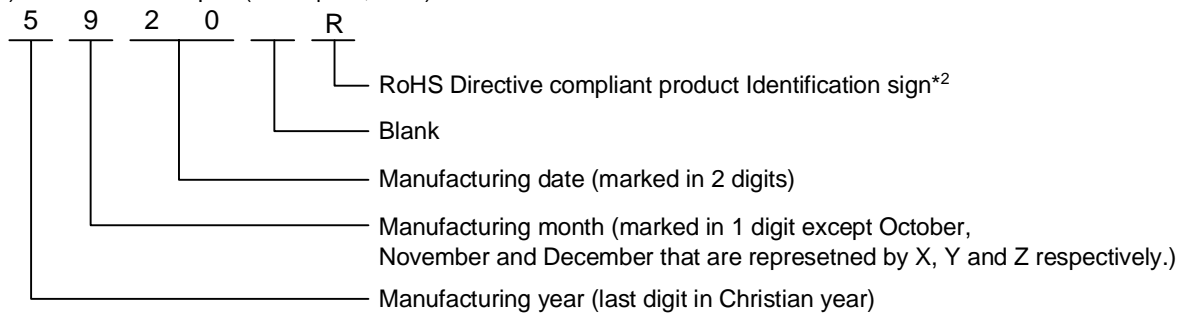 5 9 2 0 R
RoHS Directive compliant product Identification sign*2
Blank
Manufacturing date (marked in 2 digits)
Manufacturing month (marked in 1 digit except October,
November and December that are represetned by X, Y and Z respectively.)
Manufacturing year (last digit in Christian year)